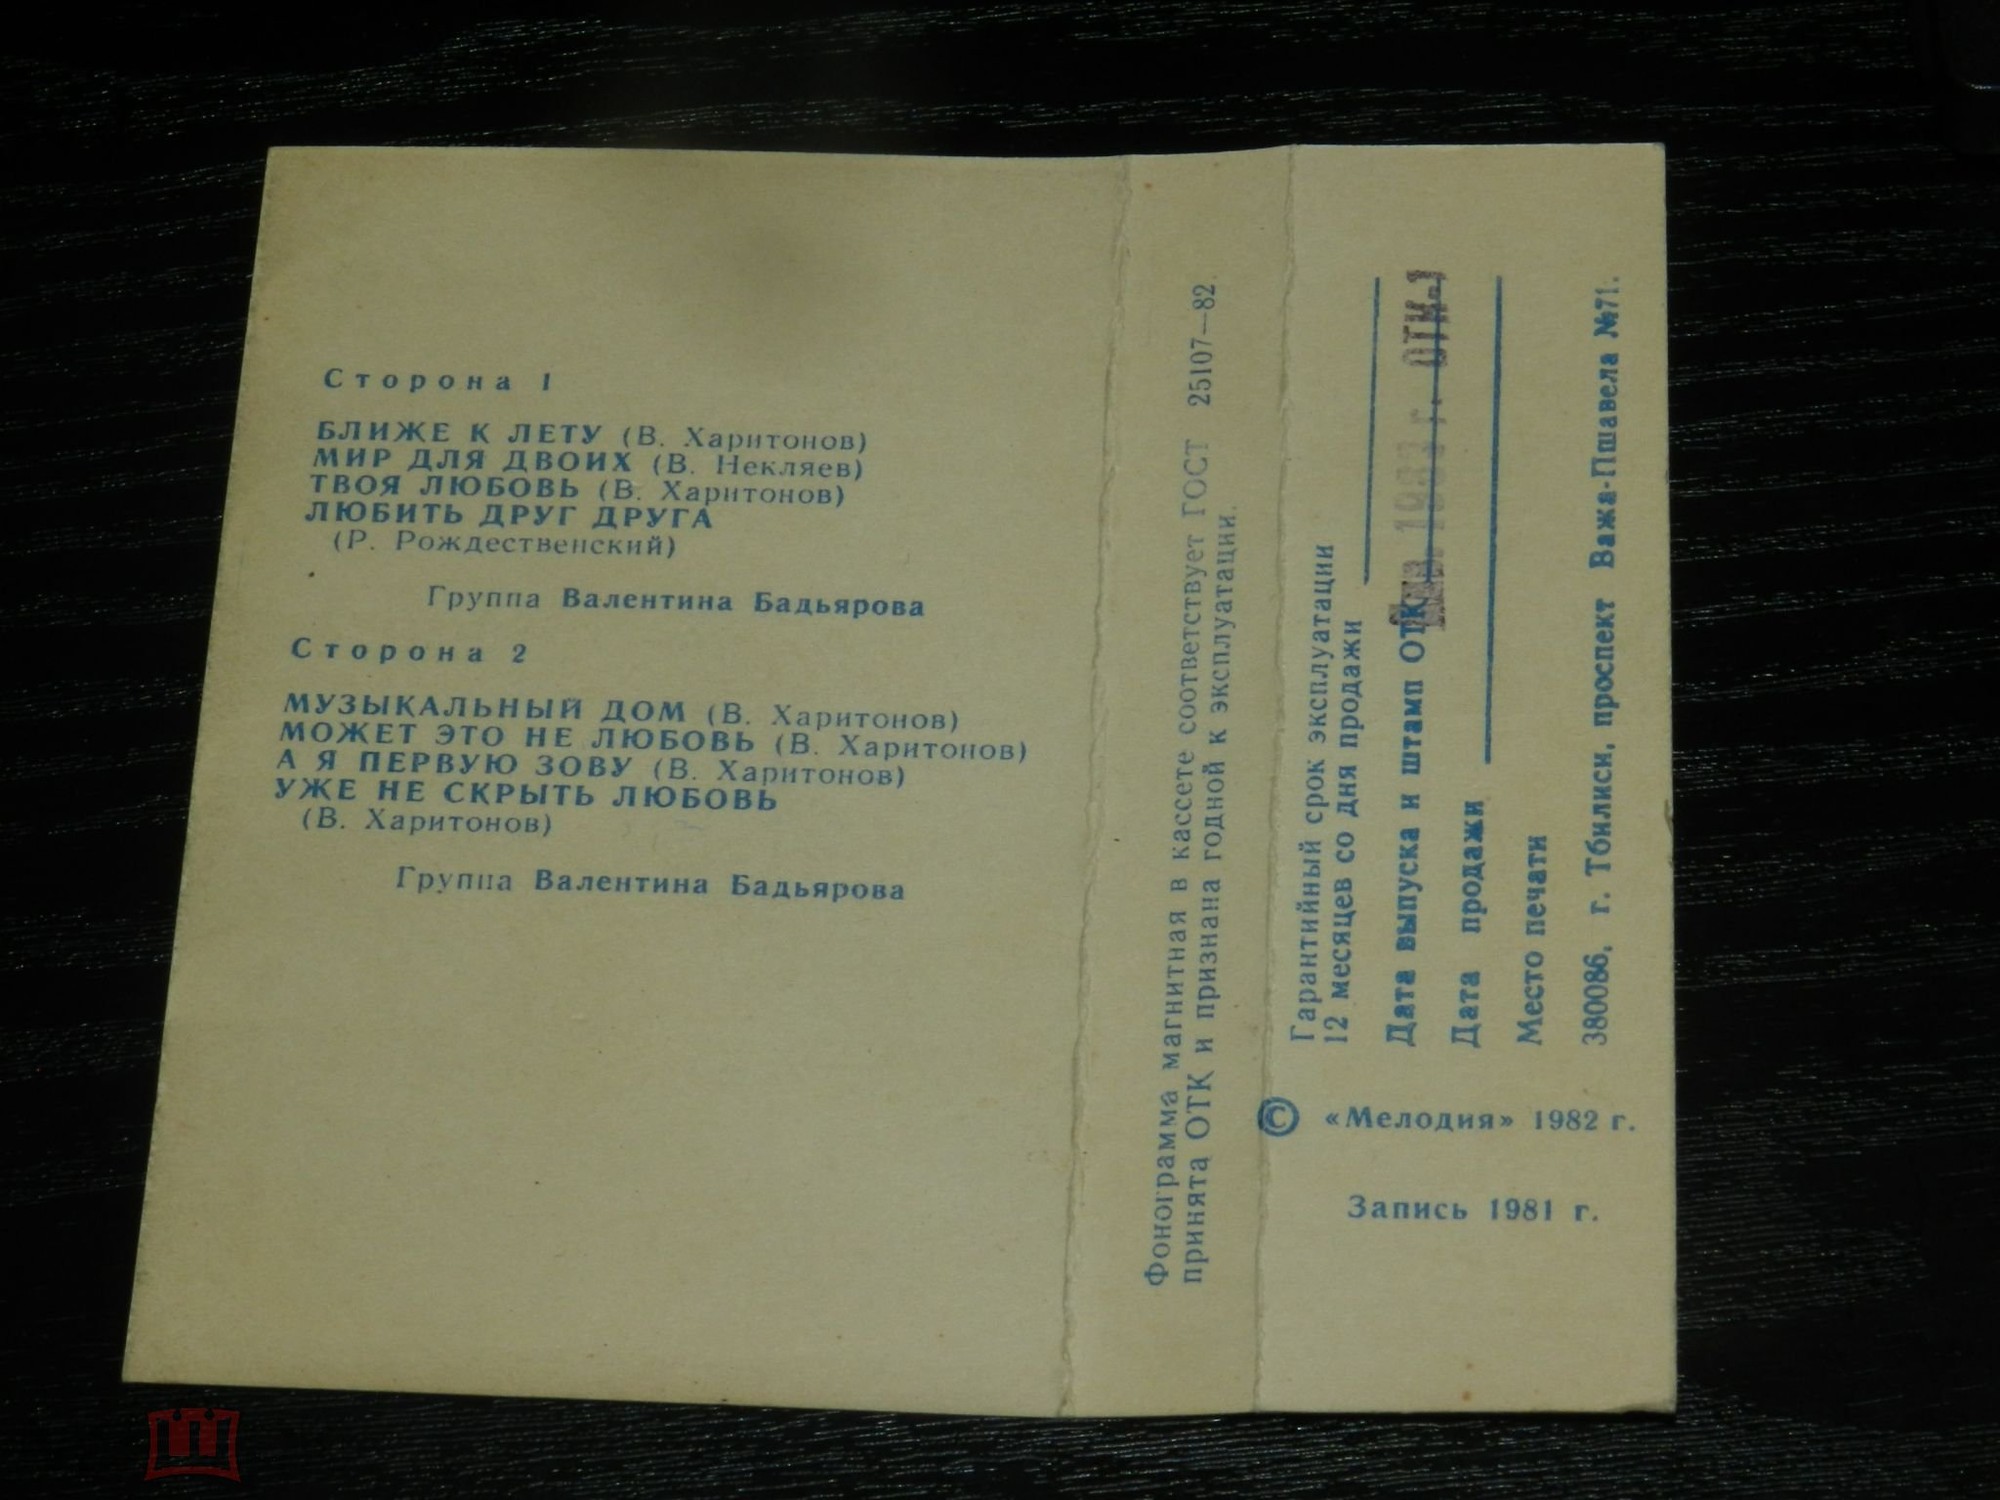 Сторона 1
БЛИЖЕ К ЛЕТУ (В. Харитонов)
МИР ДЛЯ ДВОИХ (В. Некляев)
ТВОЯ ЛЮБОВЬ (В. Харитонов)
ЛЮБИТЬ ДРУГ ДРУГА
(Р. Рождественский)
Группа Валентина Бадьярова
Сторона 2
МУЗЫКАЛЬНЫЙ ДОМ (В. Харитонов)
МОЖЕТ ЭТО НЕ ЛЮБОВЬ (В. Харитонов)
А Я ПЕРВУЮ ЗОВУ (В. Харитонов)
УЖЕ НЕ СКРЫТЬ ЛЮБОВЬ
(В. Харитонов)
Группа Валентина Бадьярова
Фонограмма магнитная в кассете соответствует ГОСТ 25107—82.
принята ОТК и признана годной к эксплуатации.
Гарантийный срок эксплуатации
12 месяцев со дня продажи
Дата выпуска и штамп ОТК 1983 г.
Дата продажи
Место печати
380086, г. Тбилиси, проспект Важа-Пшавела №71.
© «Мелодия» 1982 г.
Запись 1981 г.